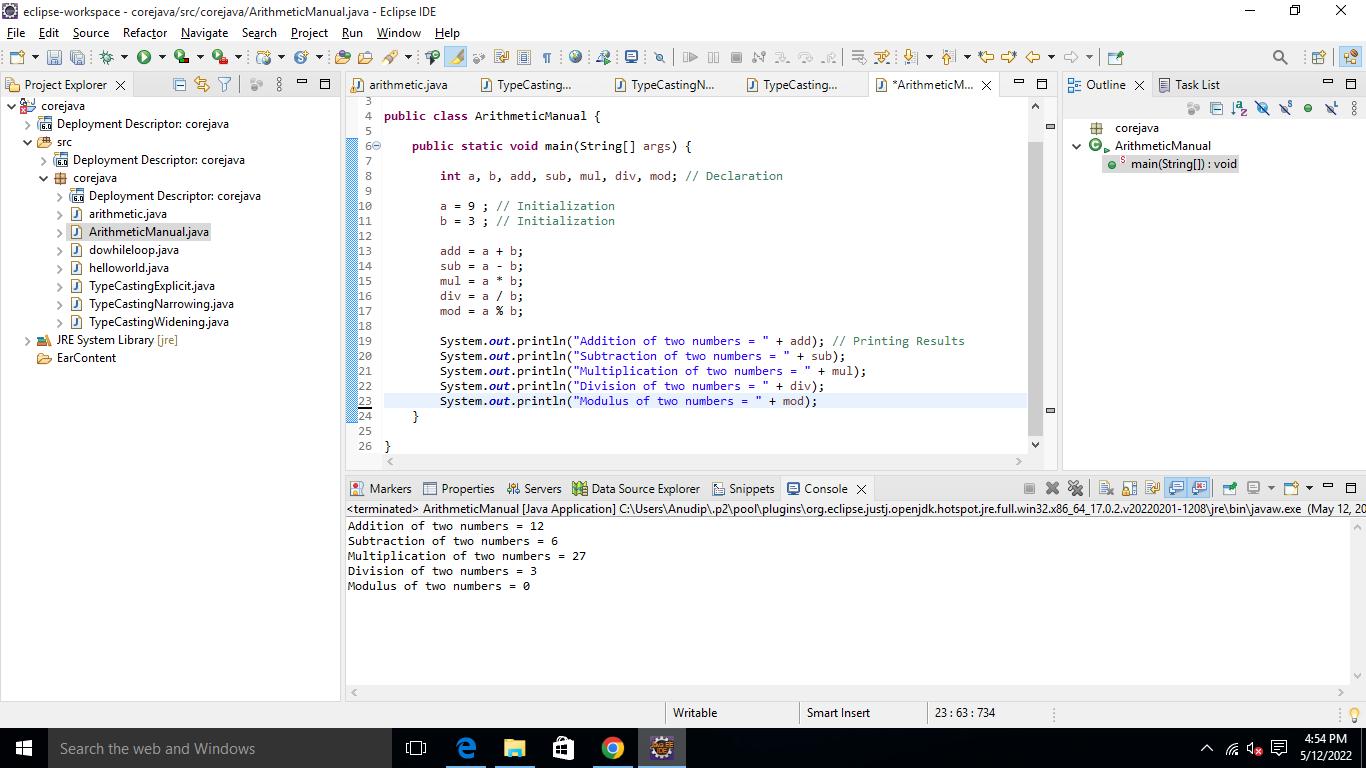 eclipse-workspace - corejava/src/corejava/ArithmeticManual.java - Eclipse IDE
File Edit Source Refactor Navigate Search Project Run Window Help
Project Explorer
corejava
Deployment Descriptor: corejava
src
Deployment Descriptor: corejava
corejava
Deployment Descriptor: corejava
arithmetic.java
ArithmeticManual.java
dowhileloop.java
helloworld.java
TypeCastingExplicit.java
TypeCastingNarrowing.java
TypeCastingWidening.java
JRE System Library [jre]
EarContent
arithmetic.java TypeCasting... TypeCastingN... TypeCasting... *ArithmeticM...
3
4 public class ArithmeticManual {
5
6 public static void main(String[] args) {
7
8 int a, b, add, sub, mul, div, mod; // Declaration
9
10 a = 9 ; // Initialization
11 b = 3 ; // Initialization
12
13 add = a + b;
14 sub = a - b;
15 mul = a * b;
16 div = a / b;
17 mod = a % b;
18
19 System.out.println("Addition of two numbers = " + add); // Printing Results
20 System.out.println("Subtraction of two numbers = " + sub);
21 System.out.println("Multiplication of two numbers = " + mul);
22 System.out.println("Division of two numbers = " + div);
23 System.out.println("Modulus of two numbers = " + mod);
24 }
25
26 }
Outline Task List
corejava
ArithmeticManual
main(String[]) : void
Markers Properties Servers Data Source Explorer Snippets Console
<terminated> ArithmeticManual [Java Application] C:\Users\Anudip\.p2\pool\plugins\org.eclipse.justj.openjdk.hotspot.jre.full.win32.x86_64_17.0.2.v20220201-1208\jre\bin\javaw.exe (May 12, 20
Addition of two numbers = 12
Subtraction of two numbers = 6
Multiplication of two numbers = 27
Division of two numbers = 3
Modulus of two numbers = 0
Writable Smart Insert 23 : 63 : 734
Search the web and Windows
4:54 PM
5/12/2022